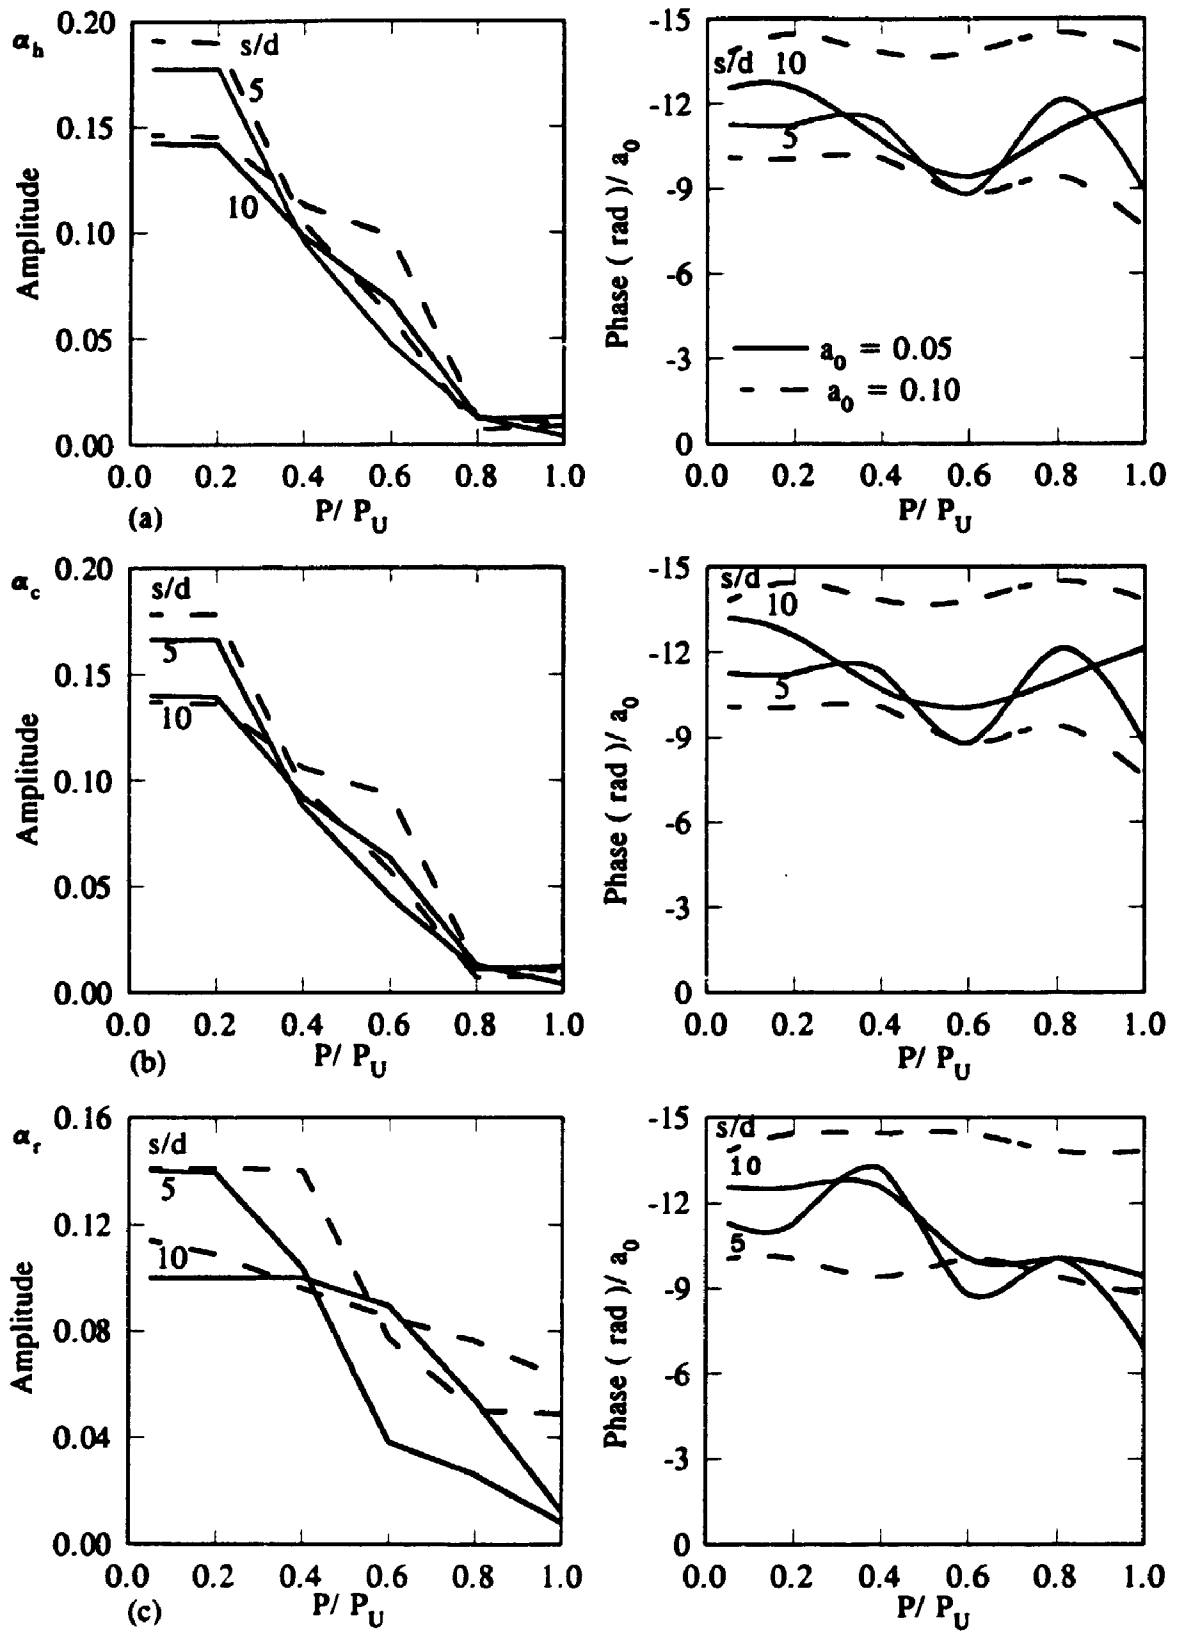 α_h
Amplitude
0.20
0.15
0.10
0.05
0.00
s/d
5
10
0.0 0.2 0.4 0.6 0.8 1.0
P/ P_U
(a)
Phase ( rad )/ a_0
-15
-12
-9
-6
-3
0
s/d 10
5
a_0 = 0.05
a_0 = 0.10
0.0 0.2 0.4 0.6 0.8 1.0
P/ P_U
α_c
Amplitude
0.20
0.15
0.10
0.05
0.00
s/d
5
10
0.0 0.2 0.4 0.6 0.8 1.0
P/ P_U
(b)
Phase ( rad )/ a_0
-15
-12
-9
-6
-3
0
s/d
10
5
0.0 0.2 0.4 0.6 0.8 1.0
P/ P_U
α_r
Amplitude
0.16
0.12
0.08
0.04
0.00
s/d
5
10
0.0 0.2 0.4 0.6 0.8 1.0
P/ P_U
(c)
Phase ( rad )/ a_0
-15
-12
-9
-6
-3
0
s/d
10
5
0.0 0.2 0.4 0.6 0.8 1.0
P/ P_U